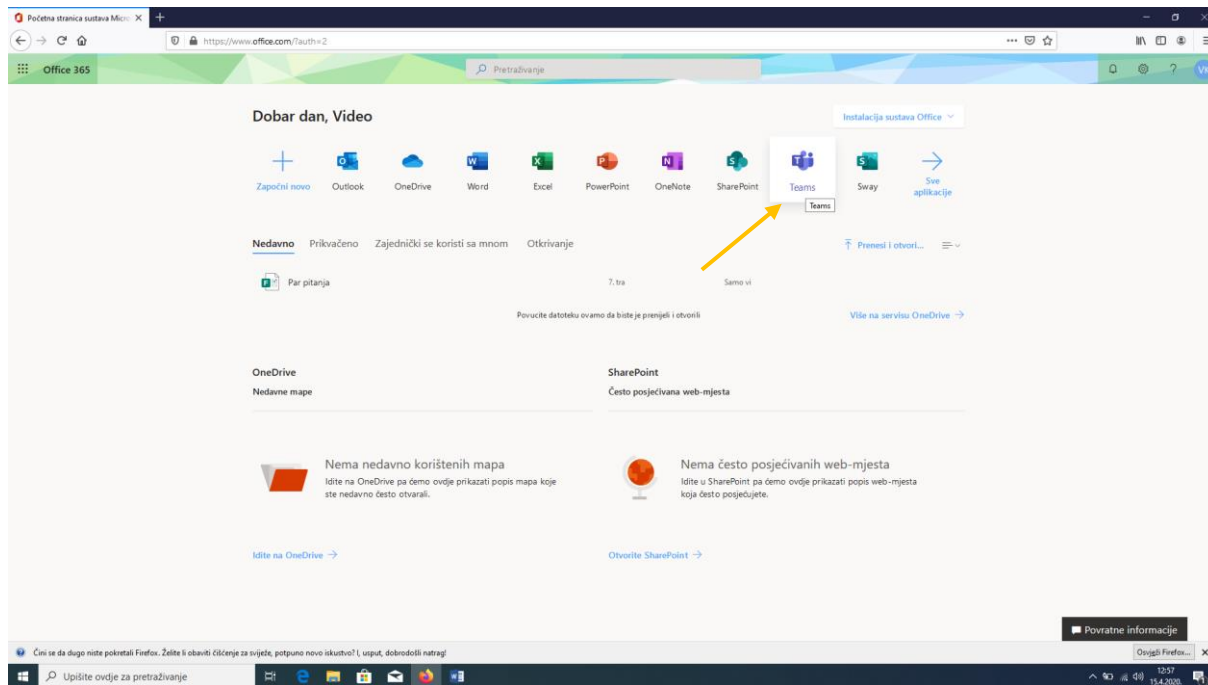 Početna stranica sustava Micro
https://www.office.com/?auth=2
Office 365
Pretraživanje
VK
Dobar dan, Video
Instalacija sustava Office
Započni novo
Outlook
OneDrive
Word
Excel
PowerPoint
OneNote
SharePoint
Teams
Sway
Sve
aplikacije
Teams
Nedavno Prikvačeno Zajednički se koristi sa mnom Otkrivanje
Prenesi i otvori...
Par pitanja 7. tra Samo vi
Povucite datoteku ovamo da biste je prenijeli i otvorili
Više na servisu OneDrive →
OneDrive
Nedavne mape
SharePoint
Često posjećivana web-mjesta
Nema nedavno korištenih mapa
Idite na OneDrive pa ćemo ovdje prikazati popis mapa koje
ste nedavno često otvarali.
Nema često posjećivanih web-mjesta
Idite u SharePoint pa ćemo ovdje prikazati popis web-mjesta
koja često posjećujete.
Idite na OneDrive →
Otvorite SharePoint →
Povratne informacije
Čini se da dugo niste pokretali Firefox. Želite li obaviti čišćenje za svježe, potpuno novo iskustvo? I, usput, dobrodošli natrag!
Osvježi Firefox...
Upišite ovdje za pretraživanje
12:57
15.4.2020.